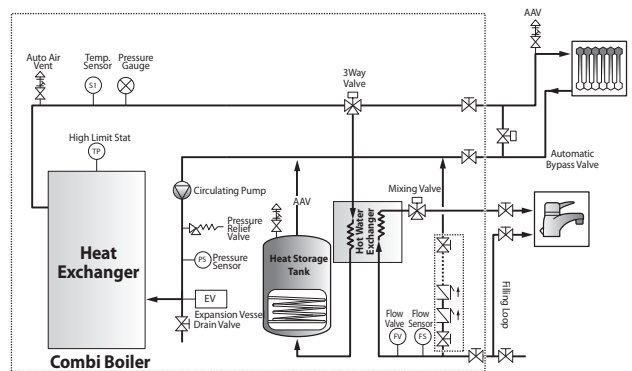 AAV
Auto Air
Vent
Temp.
Sensor
Pressure
Gauge
S1
3Way
Valve
High Limit Stat
TP
Automatic
Bypass Valve
Circulating Pump
AAV
Mixing Valve
Pressure
Relief
Valve
Hot Water
Exchanger
Heat
Exchanger
PS
Pressure
Sensor
Heat Storage
Tank
EV
Expansion Vesse
Drain Valve
Flow
Valve
Flow
Sensor
FV
FS
Filling Loop
Combi Boiler